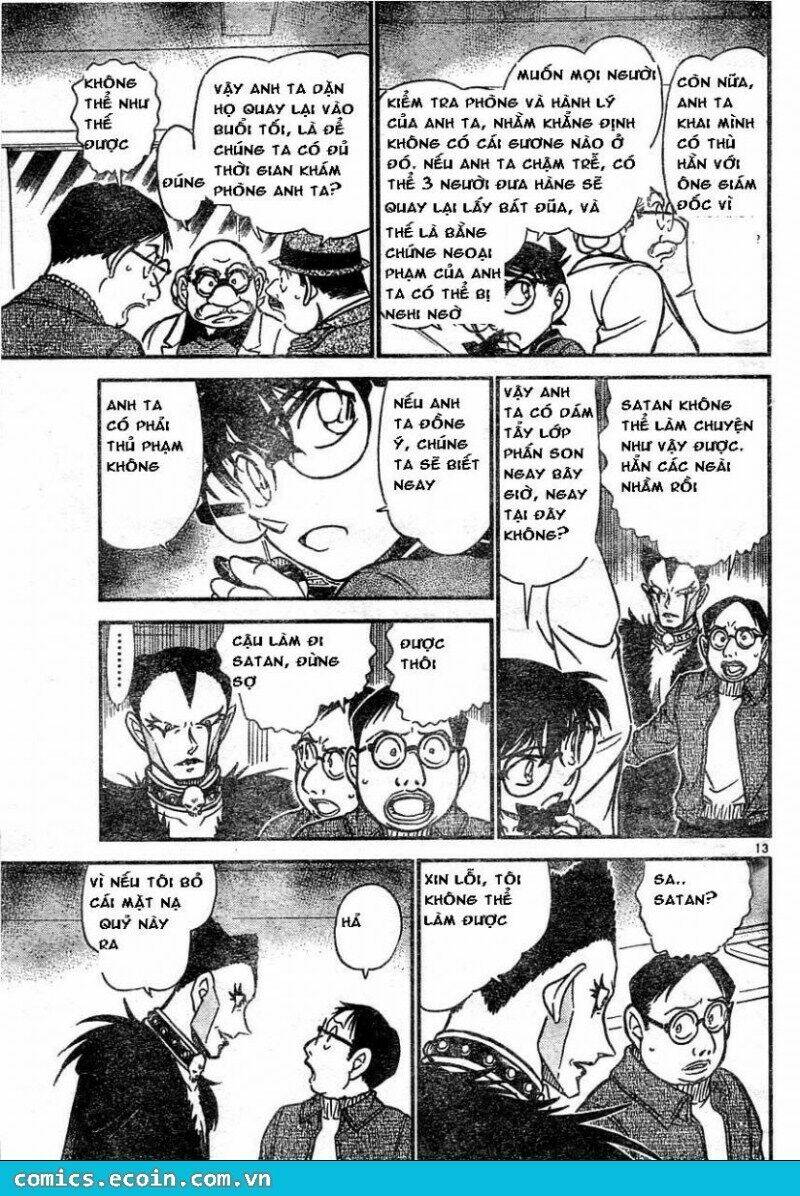 CÒN NỮA,
ANH TA
KHAI MÌNH
CÓ THÙ
HẰN VỚI
ÔNG GIÁM
ĐỐC VÌ
MUỐN MỌI NGƯỜI
KIỂM TRA PHÒNG VÀ HÀNH LÝ
CỦA ANH TA, NHẰM KHẲNG ĐỊNH
KHÔNG CÓ CÁI GƯƠNG NÀO Ở
ĐÓ. NẾU ANH TA CHẬM TRỄ, CÓ
THỂ 3 NGƯỜI ĐƯA HÀNG SẼ
QUAY LẠI LẤY BÁT ĐŨA, VÀ
THẾ LÀ BẰNG
CHỨNG NGOẠI
PHẠM CỦA ANH
TA CÓ THỂ BỊ
NGHI NGỜ
VẬY ANH TA DẶN
HỌ QUAY LẠI VÀO
BUỔI TỐI, LÀ ĐỂ
CHÚNG TA CÓ ĐỦ
THỜI GIAN KHÁM
PHÒNG ANH TA?
ĐÚNG
KHÔNG
THỂ NHƯ
THẾ
ĐƯỢC
SATAN KHÔNG
THỂ LÀM CHUYỆN
NHƯ VẬY ĐƯỢC.
HẲN CÁC NGÀI
NHẦM RỒI
VẬY ANH
TA CÓ DÁM
TẨY LỚP
PHẤN SON
NGAY BÂY
GIỜ, NGAY
TẠI ĐÂY
KHÔNG?
NẾU ANH
TA ĐỒNG
Ý, CHÚNG
TA SẼ BIẾT
NGAY
ANH TA
CÓ PHẢI
THỦ PHẠM
KHÔNG
ĐƯỢC
THÔI
CẬU LÀM ĐI
SATAN, ĐỪNG
SỢ
.......
13
SA..
SATAN?
XIN LỖI, TÔI
KHÔNG THỂ
LÀM ĐƯỢC
HẢ
VÌ NẾU TÔI BỎ
CÁI MẶT NẠ
QUỶ NÀY
RA
comics.ecoin.com.vn